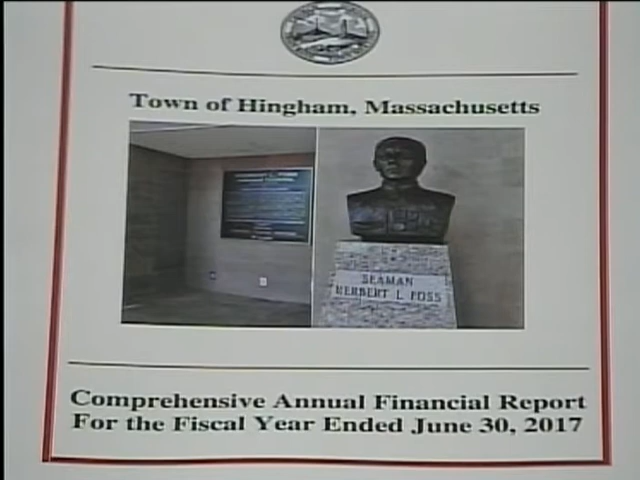 Town of Hingham, Massachusetts
SEAMAN
HERBERT L FOSS
Comprehensive Annual Financial Report
For the Fiscal Year Ended June 30, 2017